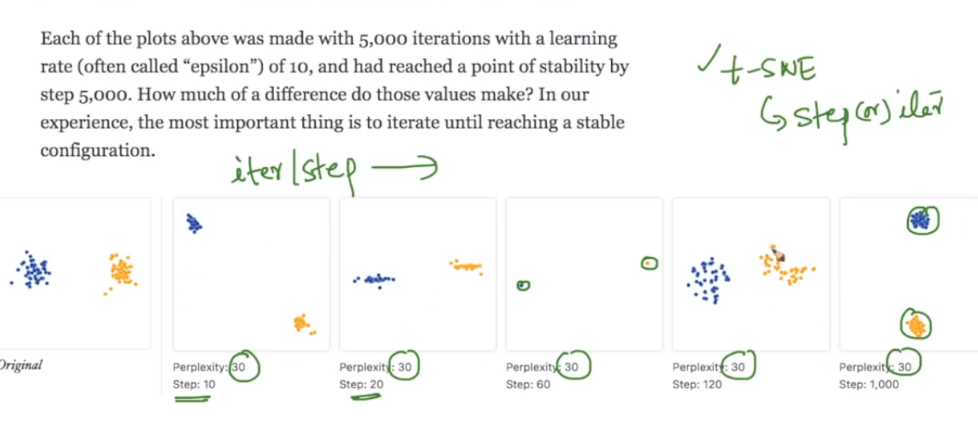 Each of the plots above was made with 5,000 iterations with a learning
rate (often called “epsilon”) of 10, and had reached a point of stability by
step 5,000. How much of a difference do those values make? In our
experience, the most important thing is to iterate until reaching a stable
configuration.
✓ t-SNE
↳ step (or) iter
iter/step →
Original
Perplexity: 30
Step: 10
Perplexity: 30
Step: 20
Perplexity: 30
Step: 60
Perplexity: 30
Step: 120
Perplexity: 30
Step: 1,000